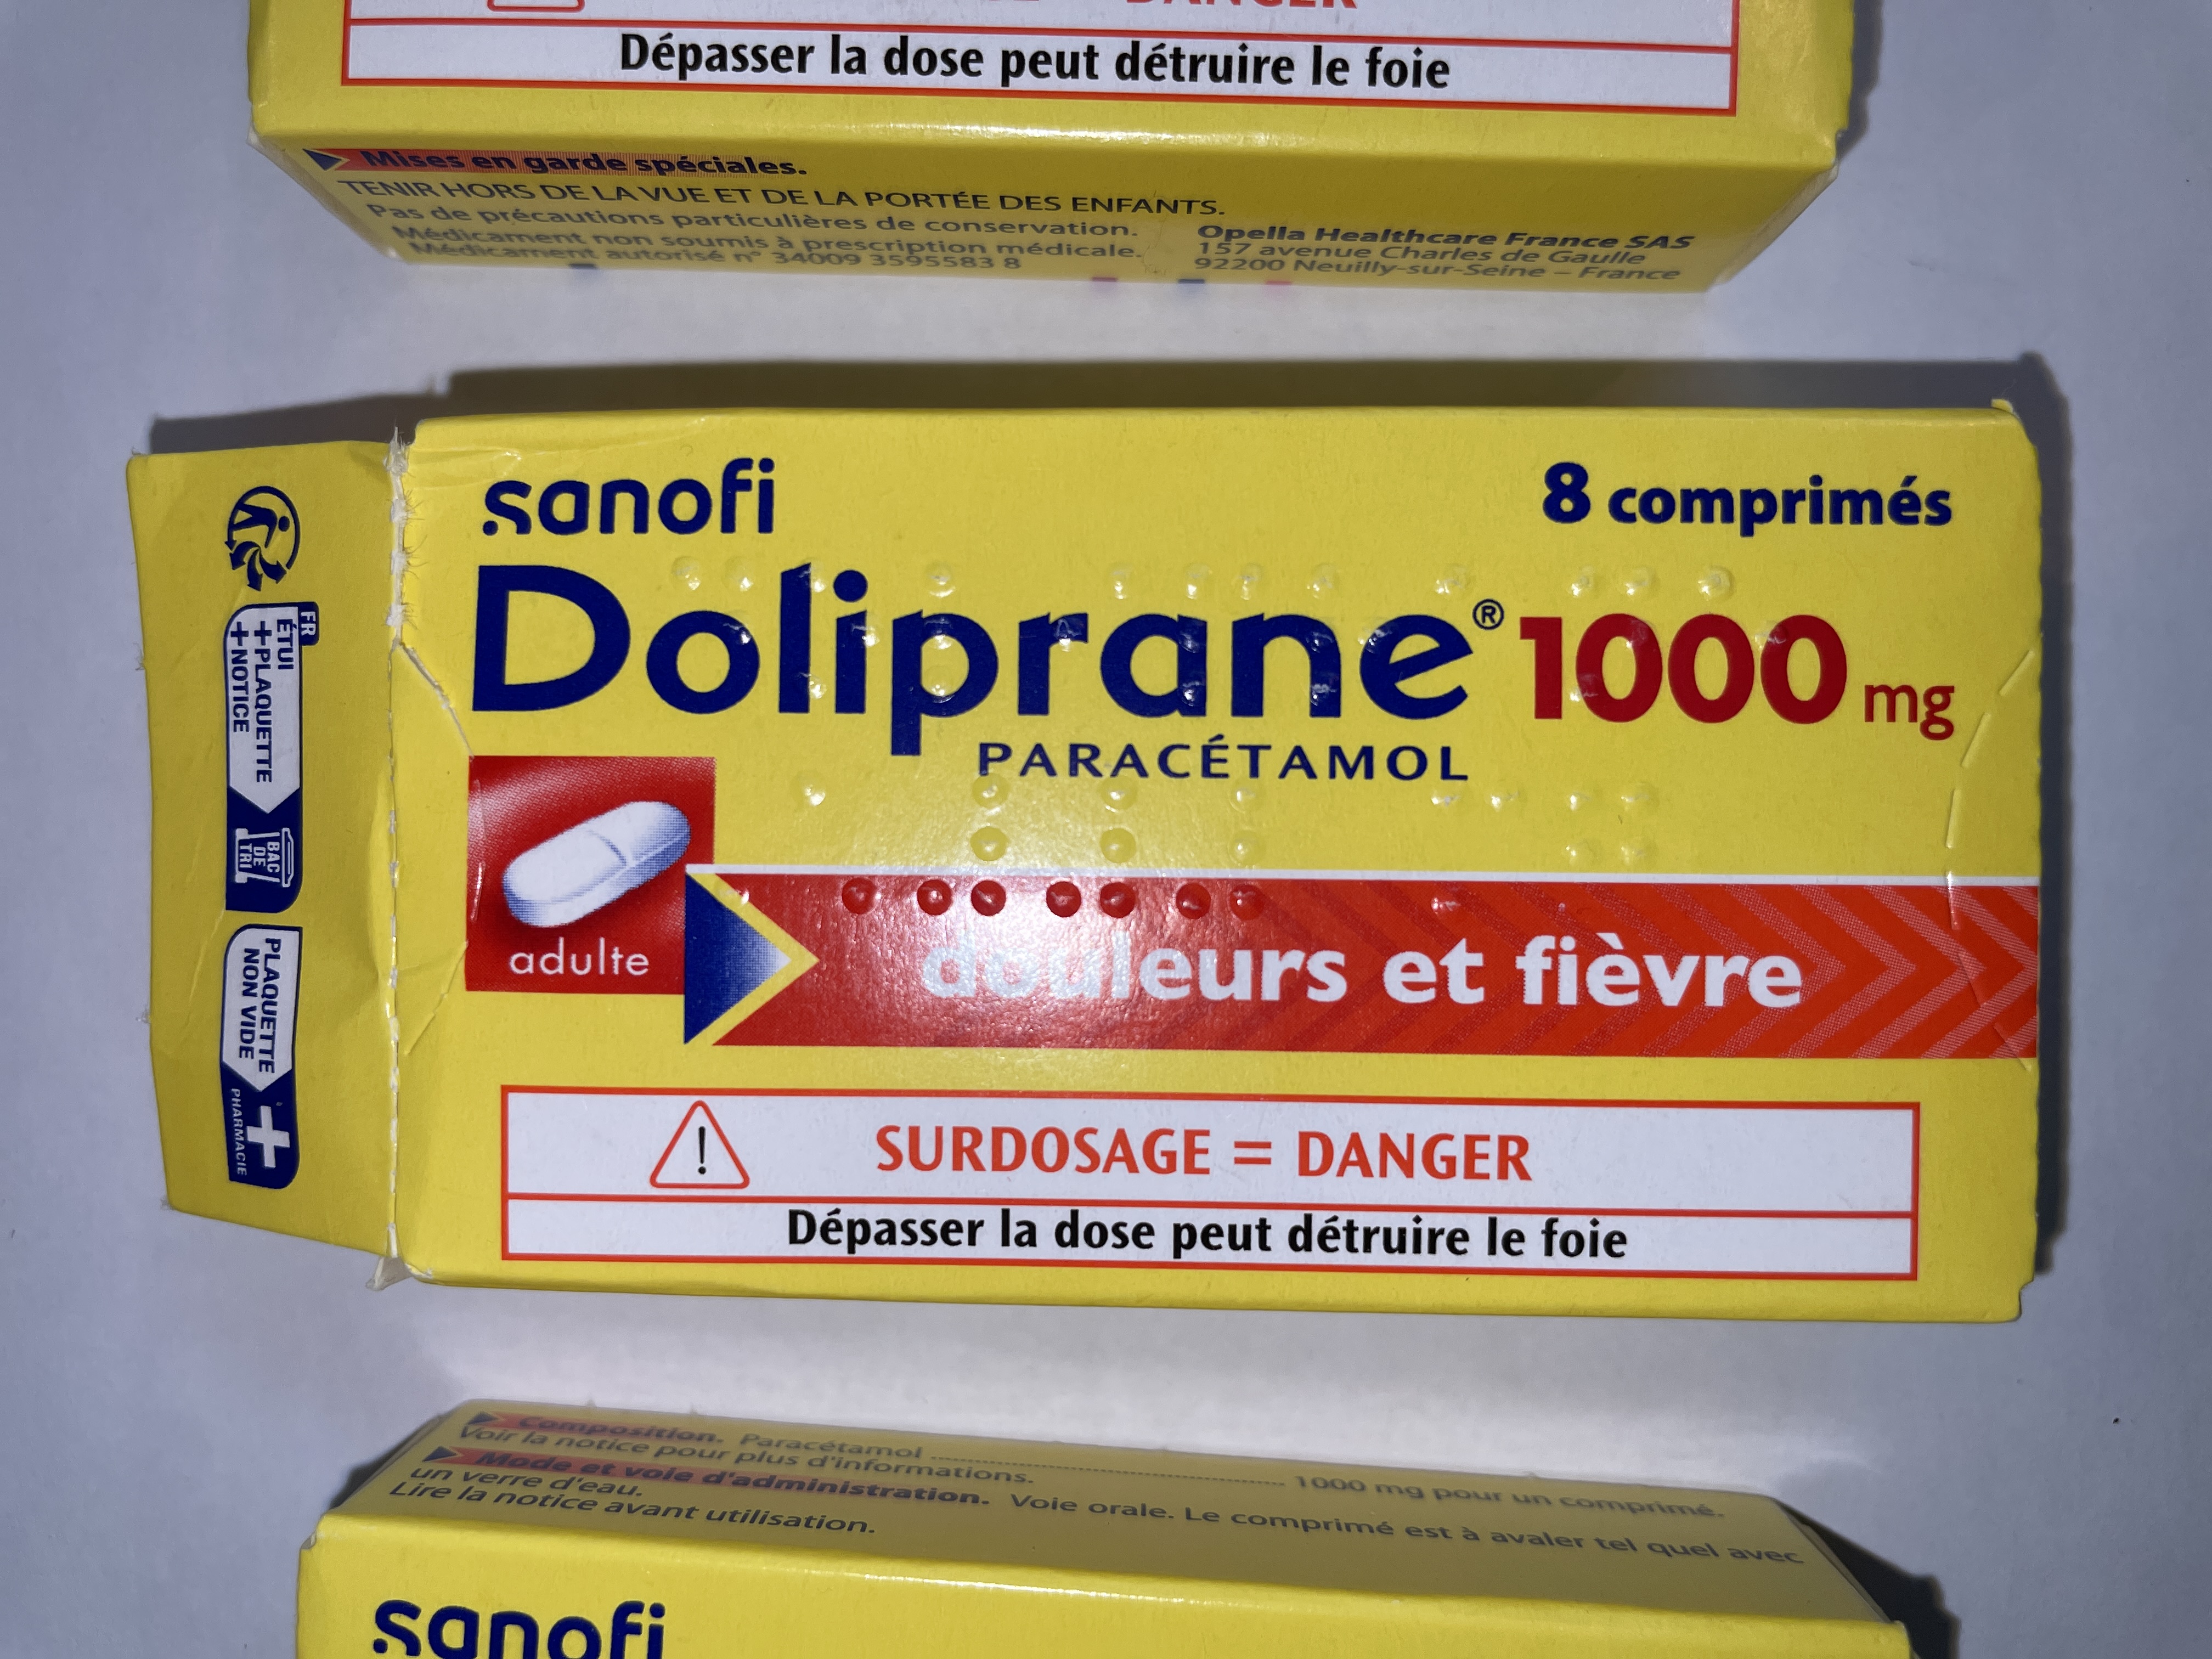 DANGER
Dépasser la dose peut détruire le foie
Mises en garde spéciales.
TENIR HORS DE LA VUE ET DE LA PORTÉE DES ENFANTS.
Pas de précautions particulières de conservation.
Médicament non soumis à prescription médicale.
Médicament autorisé n° 34009 3595583 8
Opella Healthcare France SAS
157 avenue Charles de Gaulle
92200 Neuilly-sur-Seine – France
FR
ÉTUI
+PLAQUETTE
+NOTICE
BAC
DE
TRI
PLAQUETTE
NON VIDE
PHARMACIE
sanofi
8 comprimés
Doliprane® 1000 mg
PARACÉTAMOL
adulte
douleurs et fièvre
! SURDOSAGE = DANGER
Dépasser la dose peut détruire le foie
Composition. Paracétamol ........ 1000 mg pour un comprimé.
Voir la notice pour plus d'informations.
Mode et voie d'administration. Voie orale. Le comprimé est à avaler tel quel avec
un verre d'eau.
Lire la notice avant utilisation.
sanofi